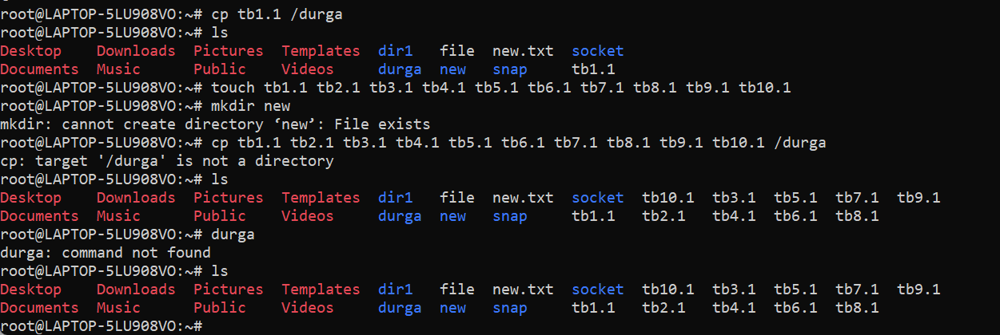 root@LAPTOP-5LU908VO:~# cp tb1.1 /durga
root@LAPTOP-5LU908VO:~# ls
Desktop    Downloads  Pictures  Templates  dir1   file  new.txt  socket
Documents  Music      Public    Videos     durga  new   snap     tb1.1
root@LAPTOP-5LU908VO:~# touch tb1.1 tb2.1 tb3.1 tb4.1 tb5.1 tb6.1 tb7.1 tb8.1 tb9.1 tb10.1
root@LAPTOP-5LU908VO:~# mkdir new
mkdir: cannot create directory ‘new’: File exists
root@LAPTOP-5LU908VO:~# cp tb1.1 tb2.1 tb3.1 tb4.1 tb5.1 tb6.1 tb7.1 tb8.1 tb9.1 tb10.1 /durga
cp: target '/durga' is not a directory
root@LAPTOP-5LU908VO:~# ls
Desktop    Downloads  Pictures  Templates  dir1   file  new.txt  socket  tb10.1  tb3.1  tb5.1  tb7.1  tb9.1
Documents  Music      Public    Videos     durga  new   snap     tb1.1   tb2.1   tb4.1  tb6.1  tb8.1
root@LAPTOP-5LU908VO:~# durga
durga: command not found
root@LAPTOP-5LU908VO:~# ls
Desktop    Downloads  Pictures  Templates  dir1   file  new.txt  socket  tb10.1  tb3.1  tb5.1  tb7.1  tb9.1
Documents  Music      Public    Videos     durga  new   snap     tb1.1   tb2.1   tb4.1  tb6.1  tb8.1
root@LAPTOP-5LU908VO:~#